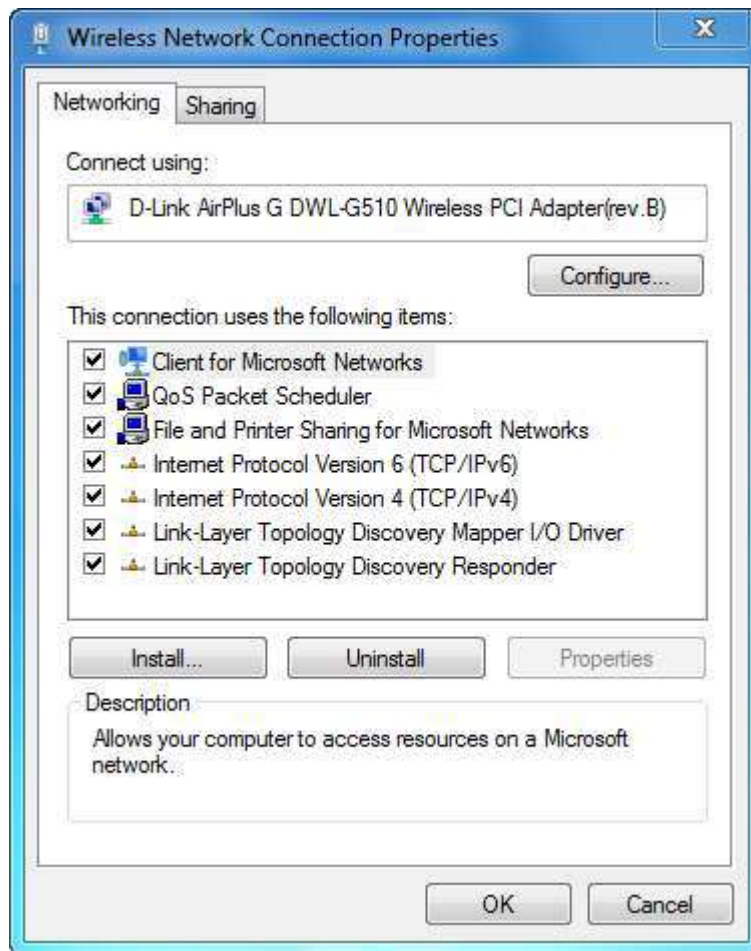 Wireless Network Connection Properties
Networking
Sharing
Connect using:
D-Link AirPlus G DWL-G510 Wireless PCI Adapter(rev.B)
Configure...
This connection uses the following items:
Client for Microsoft Networks
QoS Packet Scheduler
File and Printer Sharing for Microsoft Networks
Internet Protocol Version 6 (TCP/IPv6)
Internet Protocol Version 4 (TCP/IPv4)
Link-Layer Topology Discovery Mapper I/O Driver
Link-Layer Topology Discovery Responder
Install...
Uninstall
Properties
Description
Allows your computer to access resources on a Microsoft
network.
OK
Cancel